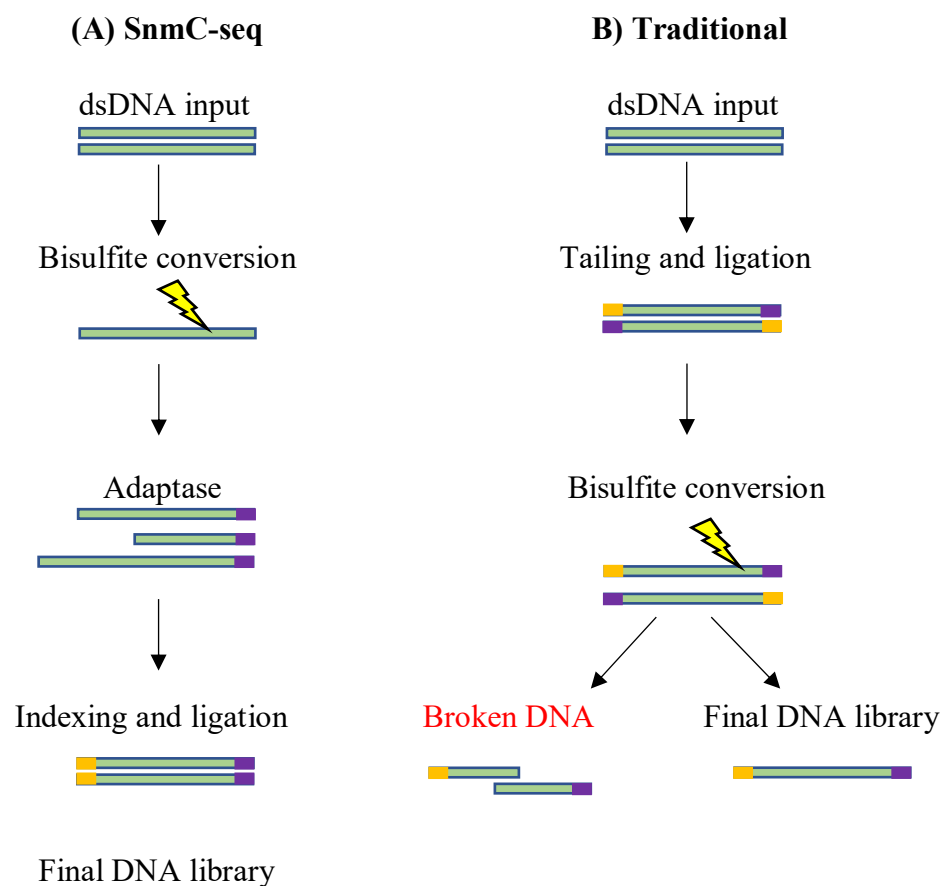 (A) SnmC-seq
dsDNA input
Bisulfite conversion
Adaptase
Indexing and ligation
Final DNA library
B) Traditional
dsDNA input
Tailing and ligation
Bisulfite conversion
Broken DNA
Final DNA library